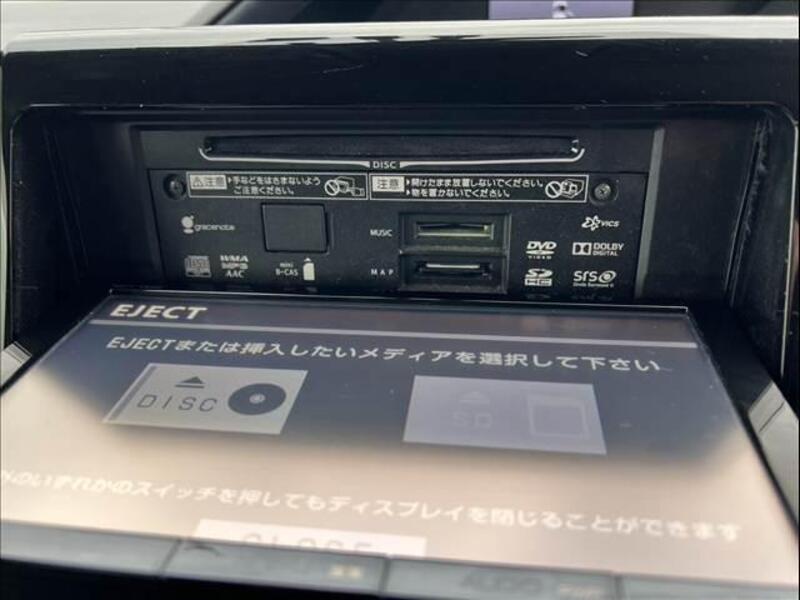 DISC
⚠注意 ▶手などをはさまないよう
ご注意ください。
注意 ▶開けたまま放置しないでください。
▶物を置かないでください。
gracenote
MUSIC
VICS
WMA
MP3
AAC
mini
B-CAS
MAP
DVD
VIDEO
DOLBY
DIGITAL
SD
HC
SRS
EJECT
EJECTまたは挿入したいメディアを選択して下さい
DISC
SD
のいずれかのスイッチを押してもディスプレイを閉じることができます
CLOSE
AUDIO